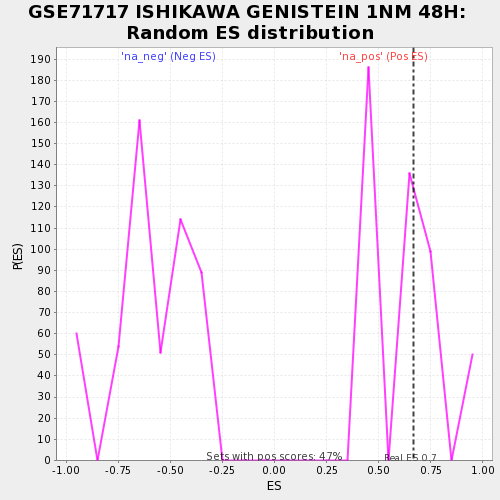 GSE71717 ISHIKAWA GENISTEIN 1NM 48H:
Random ES distribution
'na_neg' (Neg ES)
'na_pos' (Pos ES)
190
180
170
160
150
140
130
120
110
100
90
80
70
60
50
40
30
20
10
0
P(ES)
Sets with pos scores: 47%
Real ES 0.7
-1.00 -0.75 -0.50 -0.25 0.00 0.25 0.50 0.75 1.00
ES